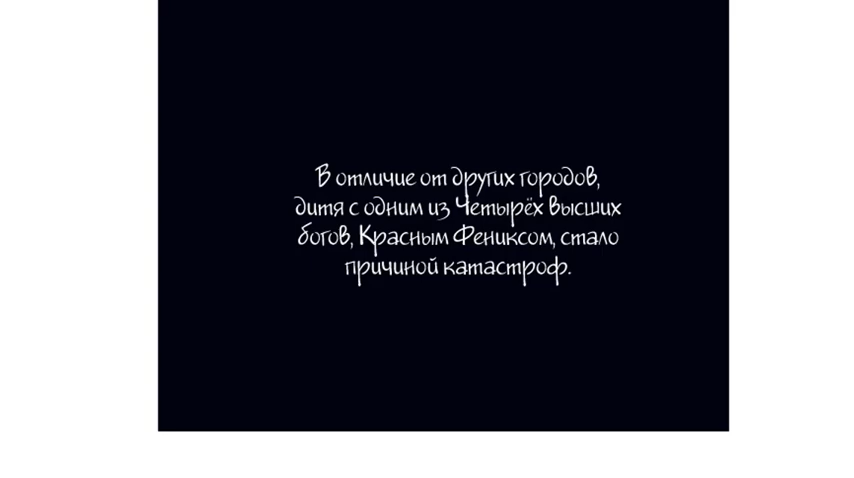 В отличие от других городов,
дитя с одним из Четырёх высших
богов, Красным Фениксом, стало
причиной катастроф.